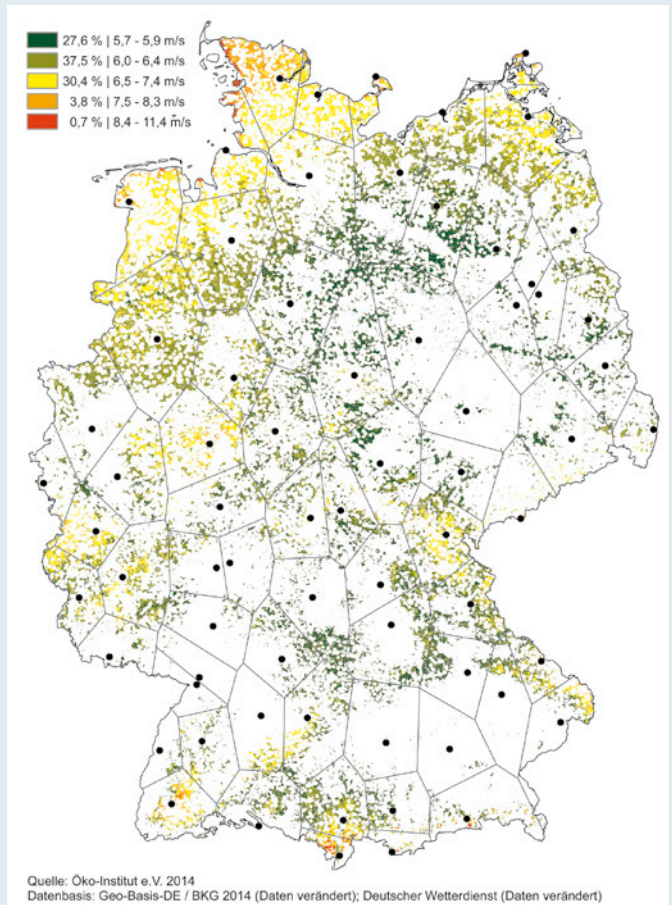 27,6 % | 5,7 - 5,9 m/s
37,5 % | 6,0 - 6,4 m/s
30,4 % | 6,5 - 7,4 m/s
3,8 % | 7,5 - 8,3 m/s
0,7 % | 8,4 - 11,4 m/s
Quelle: Öko-Institut e.V. 2014
Datenbasis: Geo-Basis-DE / BKG 2014 (Daten verändert); Deutscher Wetterdienst (Daten verändert)